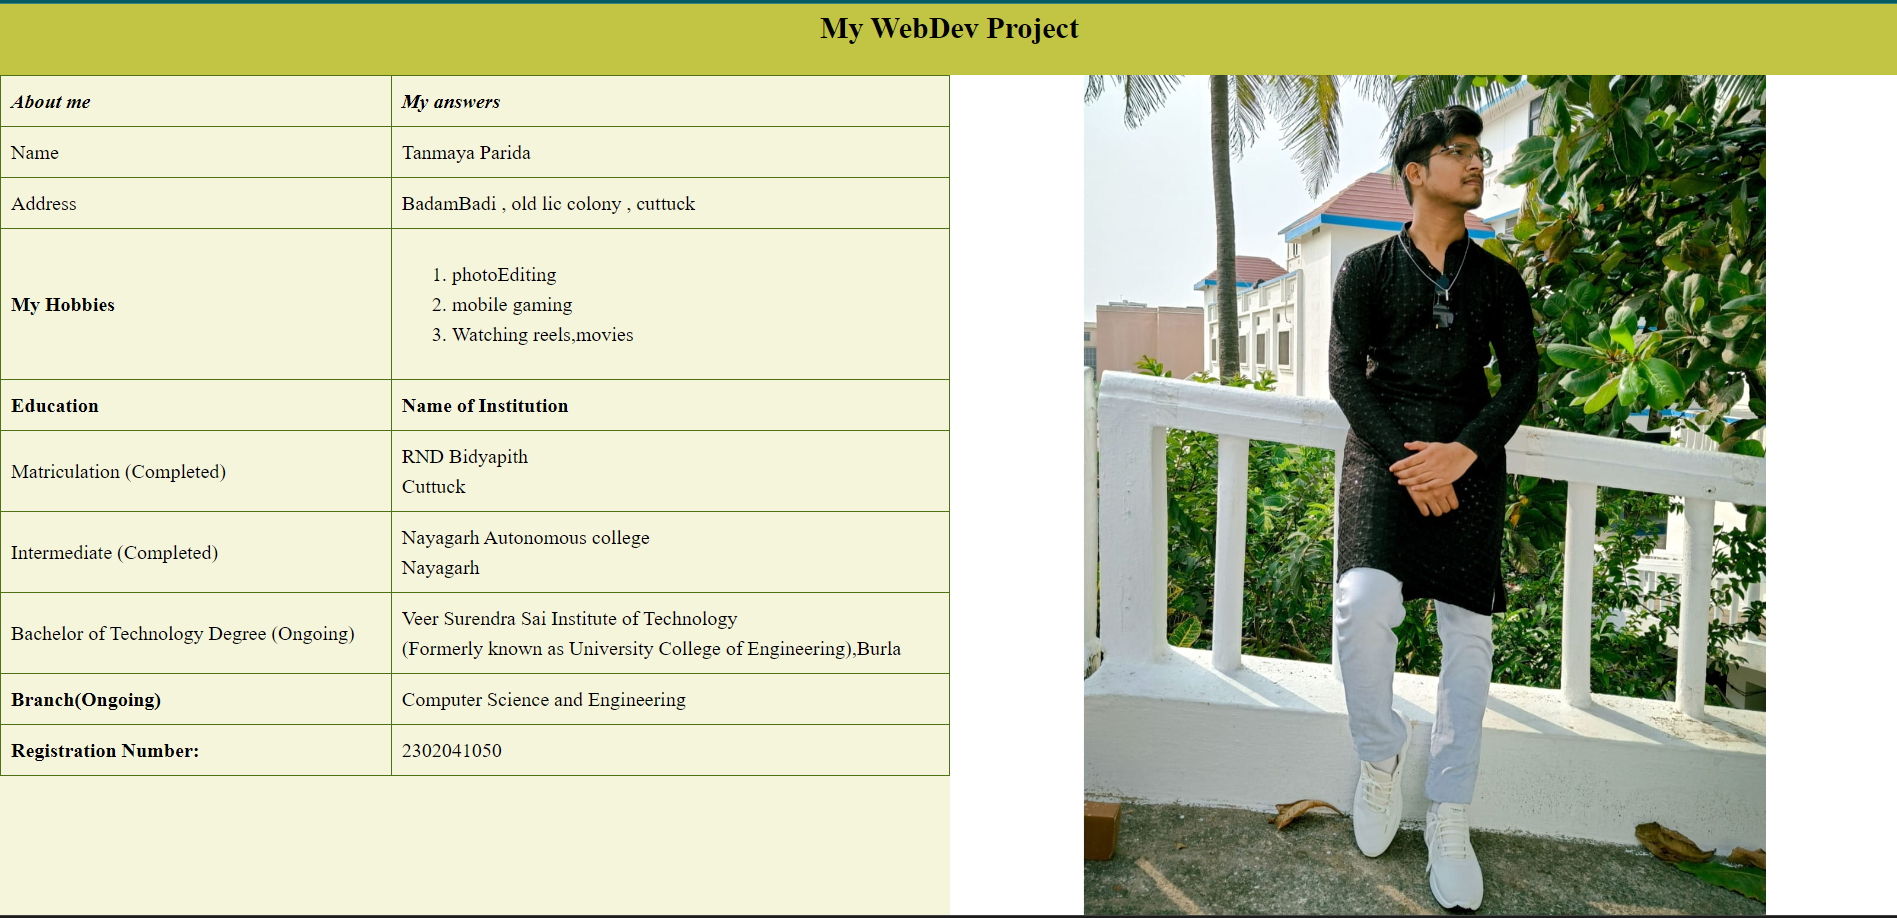 My WebDev Project
About me
My answers
Name
Tanmaya Parida
Address
BadamBadi , old lic colony , cuttuck
My Hobbies
1. photoEditing
2. mobile gaming
3. Watching reels,movies
Education
Name of Institution
Matriculation (Completed)
RND Bidyapith
Cuttuck
Intermediate (Completed)
Nayagarh Autonomous college
Nayagarh
Bachelor of Technology Degree (Ongoing)
Veer Surendra Sai Institute of Technology
(Formerly known as University College of Engineering),Burla
Branch(Ongoing)
Computer Science and Engineering
Registration Number:
2302041050